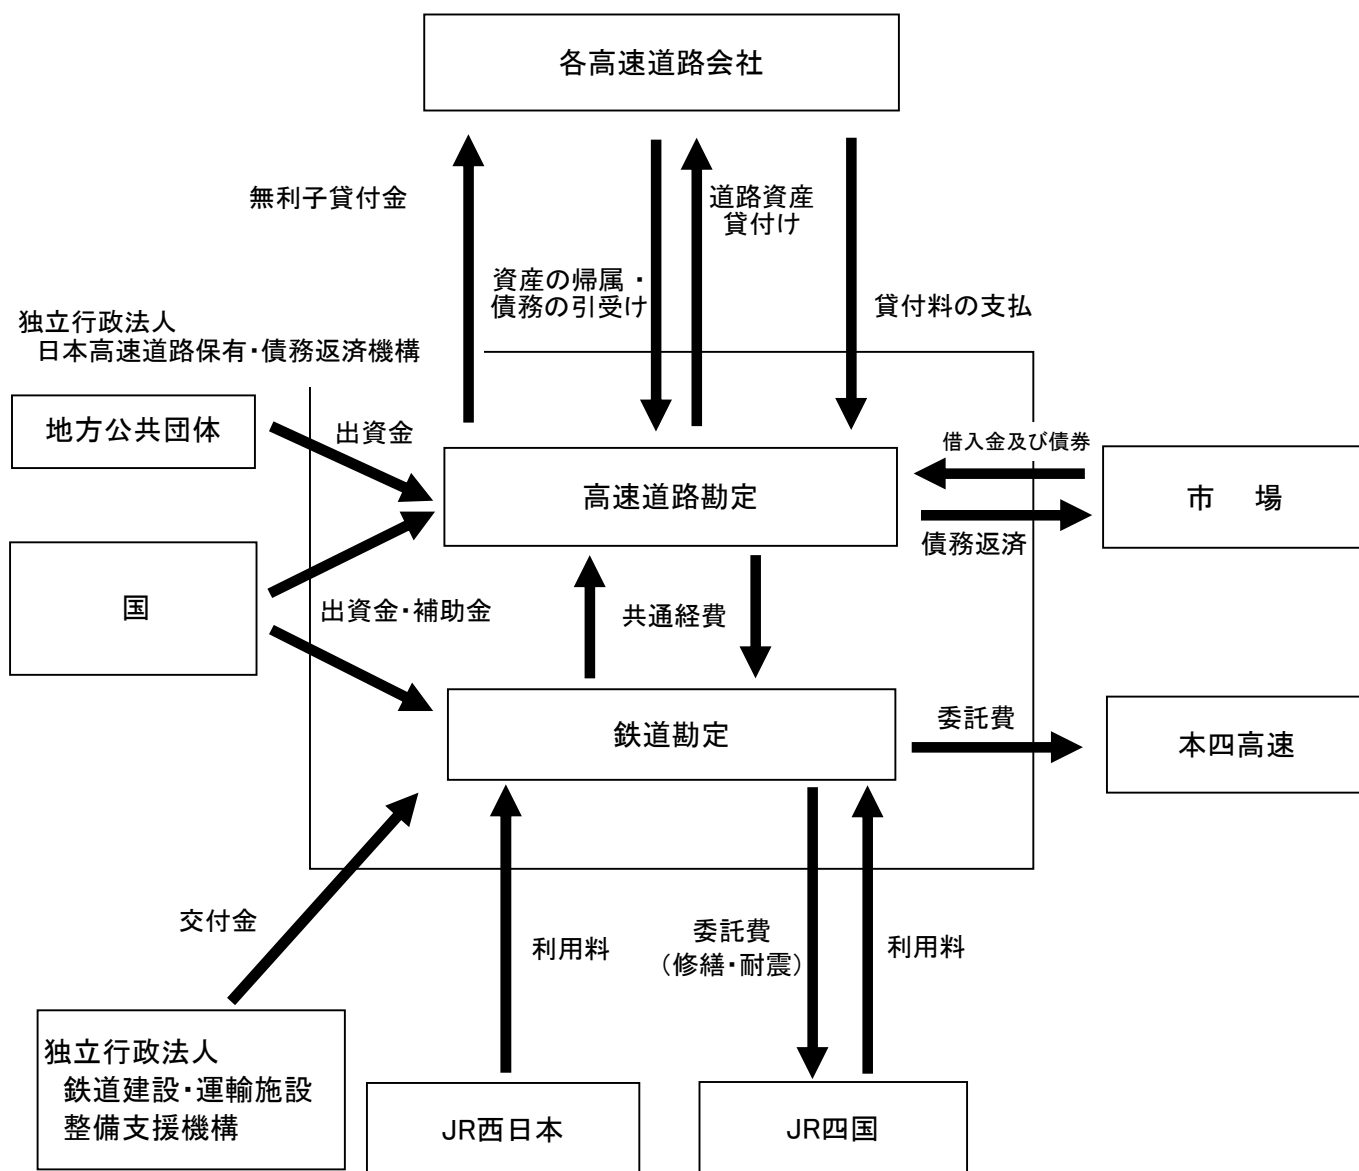 各高速道路会社
無利子貸付金
道路資産
貸付け
資産の帰属・
債務の引受け
貸付料の支払
独立行政法人
日本高速道路保有・債務返済機構
地方公共団体
出資金
借入金及び債券
高速道路勘定
市　場
債務返済
国
出資金・補助金
共通経費
鉄道勘定
委託費
本四高速
交付金
利用料
委託費
（修繕・耐震）
利用料
独立行政法人
鉄道建設・運輸施設
整備支援機構
JR西日本
JR四国